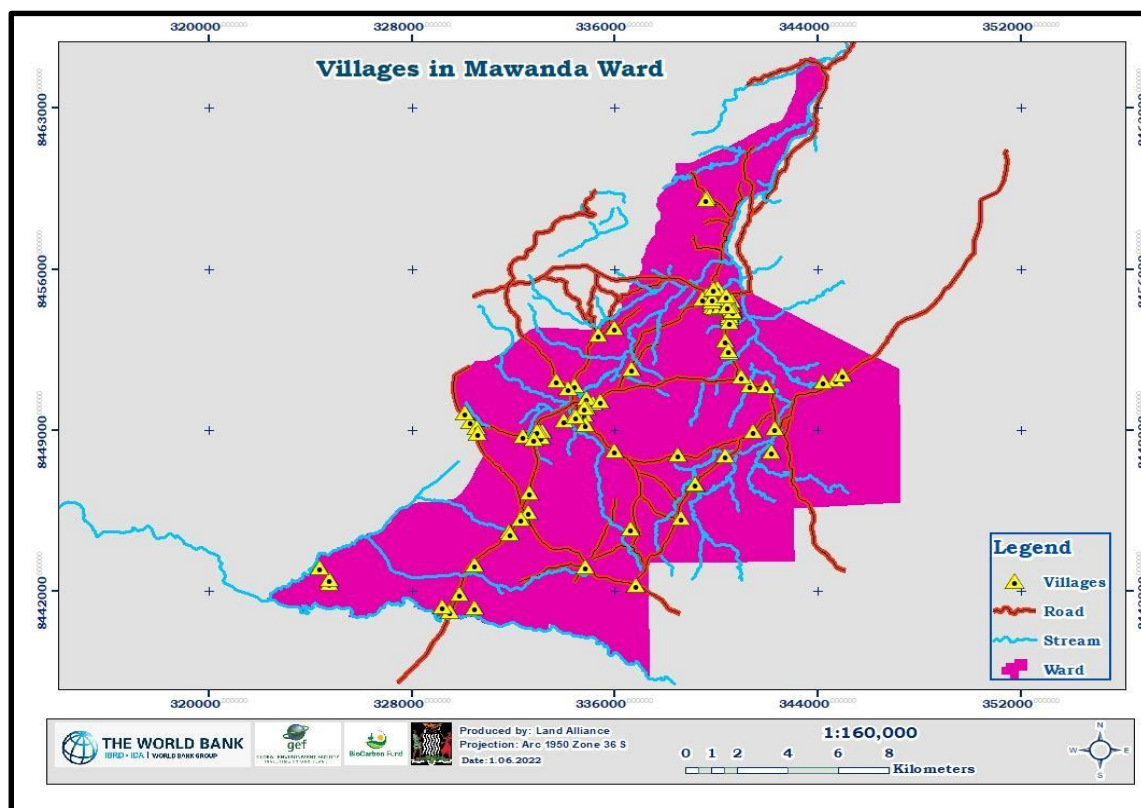 320000 328000 336000 344000 352000
Villages in Mawanda Ward
8463000
8456000
8449000
8442000
Legend
Villages
Road
Stream
Ward
320000 328000 336000 344000 352000
THE WORLD BANK
IBRD • IDA | WORLD BANK GROUP
gef
GLOBAL ENVIRONMENT FACILITY
BioCarbon Fund
Produced by: Land Alliance
Projection: Arc 1950 Zone 36 S
Date:1.06.2022
1:160,000
0 1 2 4 6 8
Kilometers
N
W E
S